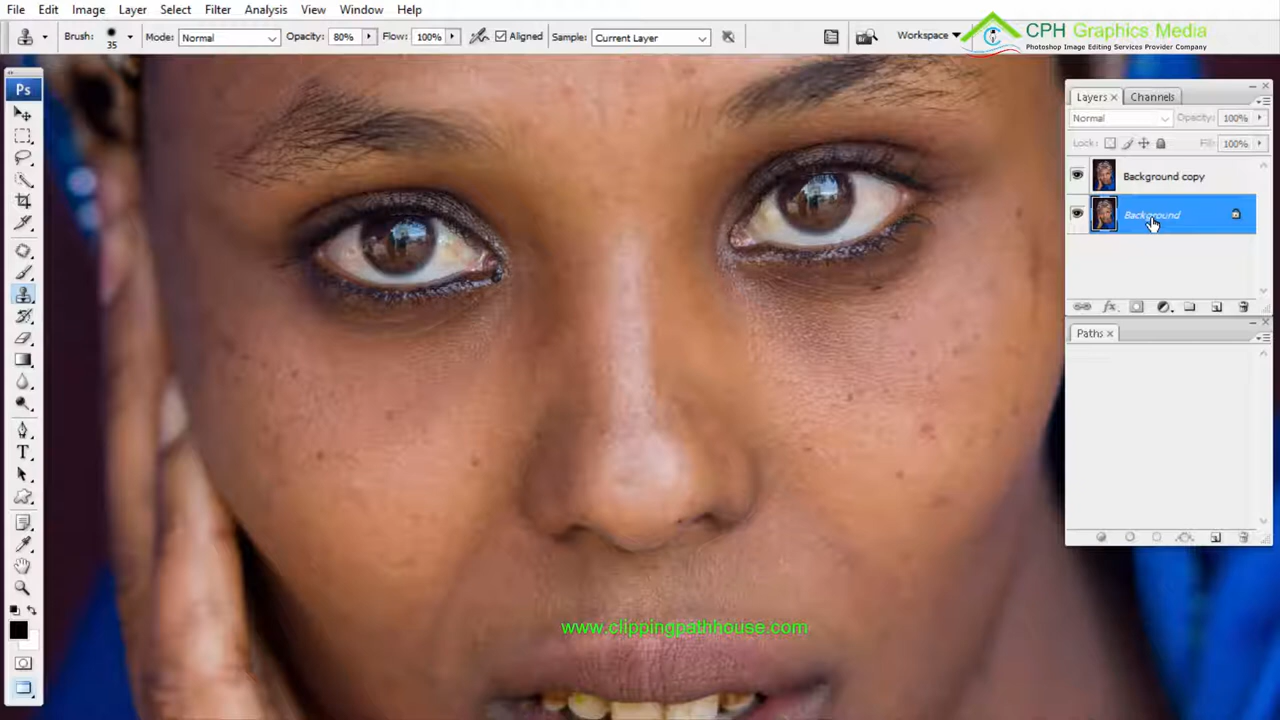 File Edit Image Layer Select Filter Analysis View Window Help
Brush: 35 Mode: Normal Opacity: 80% Flow: 100% Aligned Sample: Current Layer Workspace
CPH Graphics Media
Photoshop Image Editing Services Provider Company
Ps
Layers Channels
Normal Opacity: 100%
Lock: Fill: 100%
Background copy
Background
Paths
T
www.clippingpathhouse.com